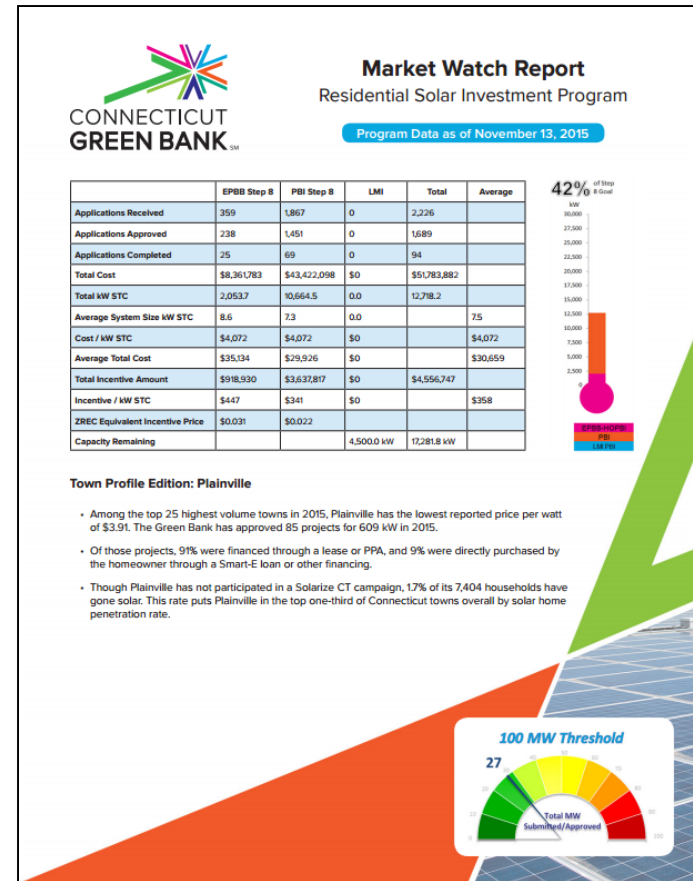 CONNECTICUT
GREEN BANK SM
Market Watch Report
Residential Solar Investment Program
Program Data as of November 13, 2015
EPBB Step 8 PBI Step 8 LMI Total Average
Applications Received 359 1,867 0 2,226
Applications Approved 238 1,451 0 1,689
Applications Completed 25 69 0 94
Total Cost $8,361,783 $43,422,098 $0 $51,783,882
Total kW STC 2,053.7 10,664.5 0.0 12,718.2
Average System Size kW STC 8.6 7.3 0.0 7.5
Cost / kW STC $4,072 $4,072 $0 $4,072
Average Total Cost $35,134 $29,926 $0 $30,659
Total Incentive Amount $918,930 $3,637,817 $0 $4,556,747
Incentive / kW STC $447 $341 $0 $358
ZREC Equivalent Incentive Price $0.031 $0.022
Capacity Remaining 4,500.0 kW 17,281.8 kW
42% of Step
8 Goal
kW
30,000
27,500
25,000
22,500
20,000
17,500
15,000
12,500
10,000
7,500
5,000
2,500
0
EPBB-HOPBI
PBI
LMI PBI
Town Profile Edition: Plainville
• Among the top 25 highest volume towns in 2015, Plainville has the lowest reported price per watt
of $3.91. The Green Bank has approved 85 projects for 609 kW in 2015.
• Of those projects, 91% were financed through a lease or PPA, and 9% were directly purchased by
the homeowner through a Smart-E loan or other financing.
• Though Plainville has not participated in a Solarize CT campaign, 1.7% of its 7,404 households have
gone solar. This rate puts Plainville in the top one-third of Connecticut towns overall by solar home
penetration rate.
100 MW Threshold
27
0
10
20
30
40
50
60
70
80
90
100
Total MW
Submitted/Approved